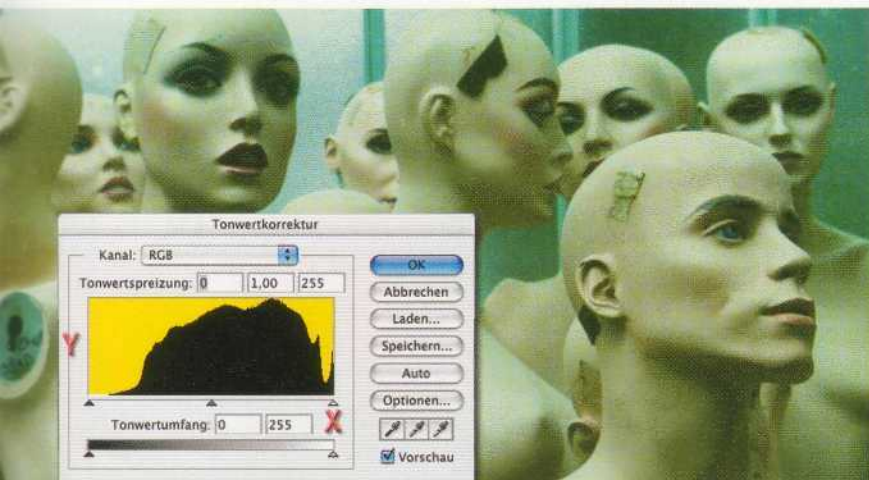 Tonwertkorrektur
Kanal: RGB
Tonwertspreizung: 0 1,00 255
Y
Tonwertumfang: 0 255 X
OK
Abbrechen
Laden...
Speichern...
Auto
Optionen...
Vorschau